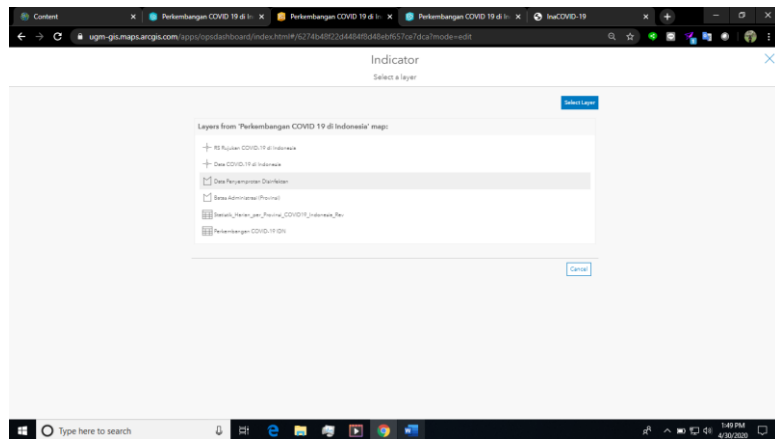 Content
Perkembangan COVID 19 di In
Perkembangan COVID 19 di In
Perkembangan COVID 19 di In
InaCOVID-19
ugm-gis.maps.arcgis.com/apps/opsdashboard/index.html#/6274b48f22d4484f8d48ebf657ce7dca?mode=edit
Indicator
Select a layer
Select Layer
Layers from 'Perkembangan COVID 19 di Indonesia' map:
RS Rujukan COVID-19 di Indonesia
Data COVID-19 di Indonesia
Data Penyemprotan Disinfektan
Batas Administrasi (Provinsi)
Statistik_Harian_per_Provinsi_COVID19_Indonesia_Rev
Perkembangan COVID-19 IDN
Cancel
Type here to search
1:49 PM
4/30/2020